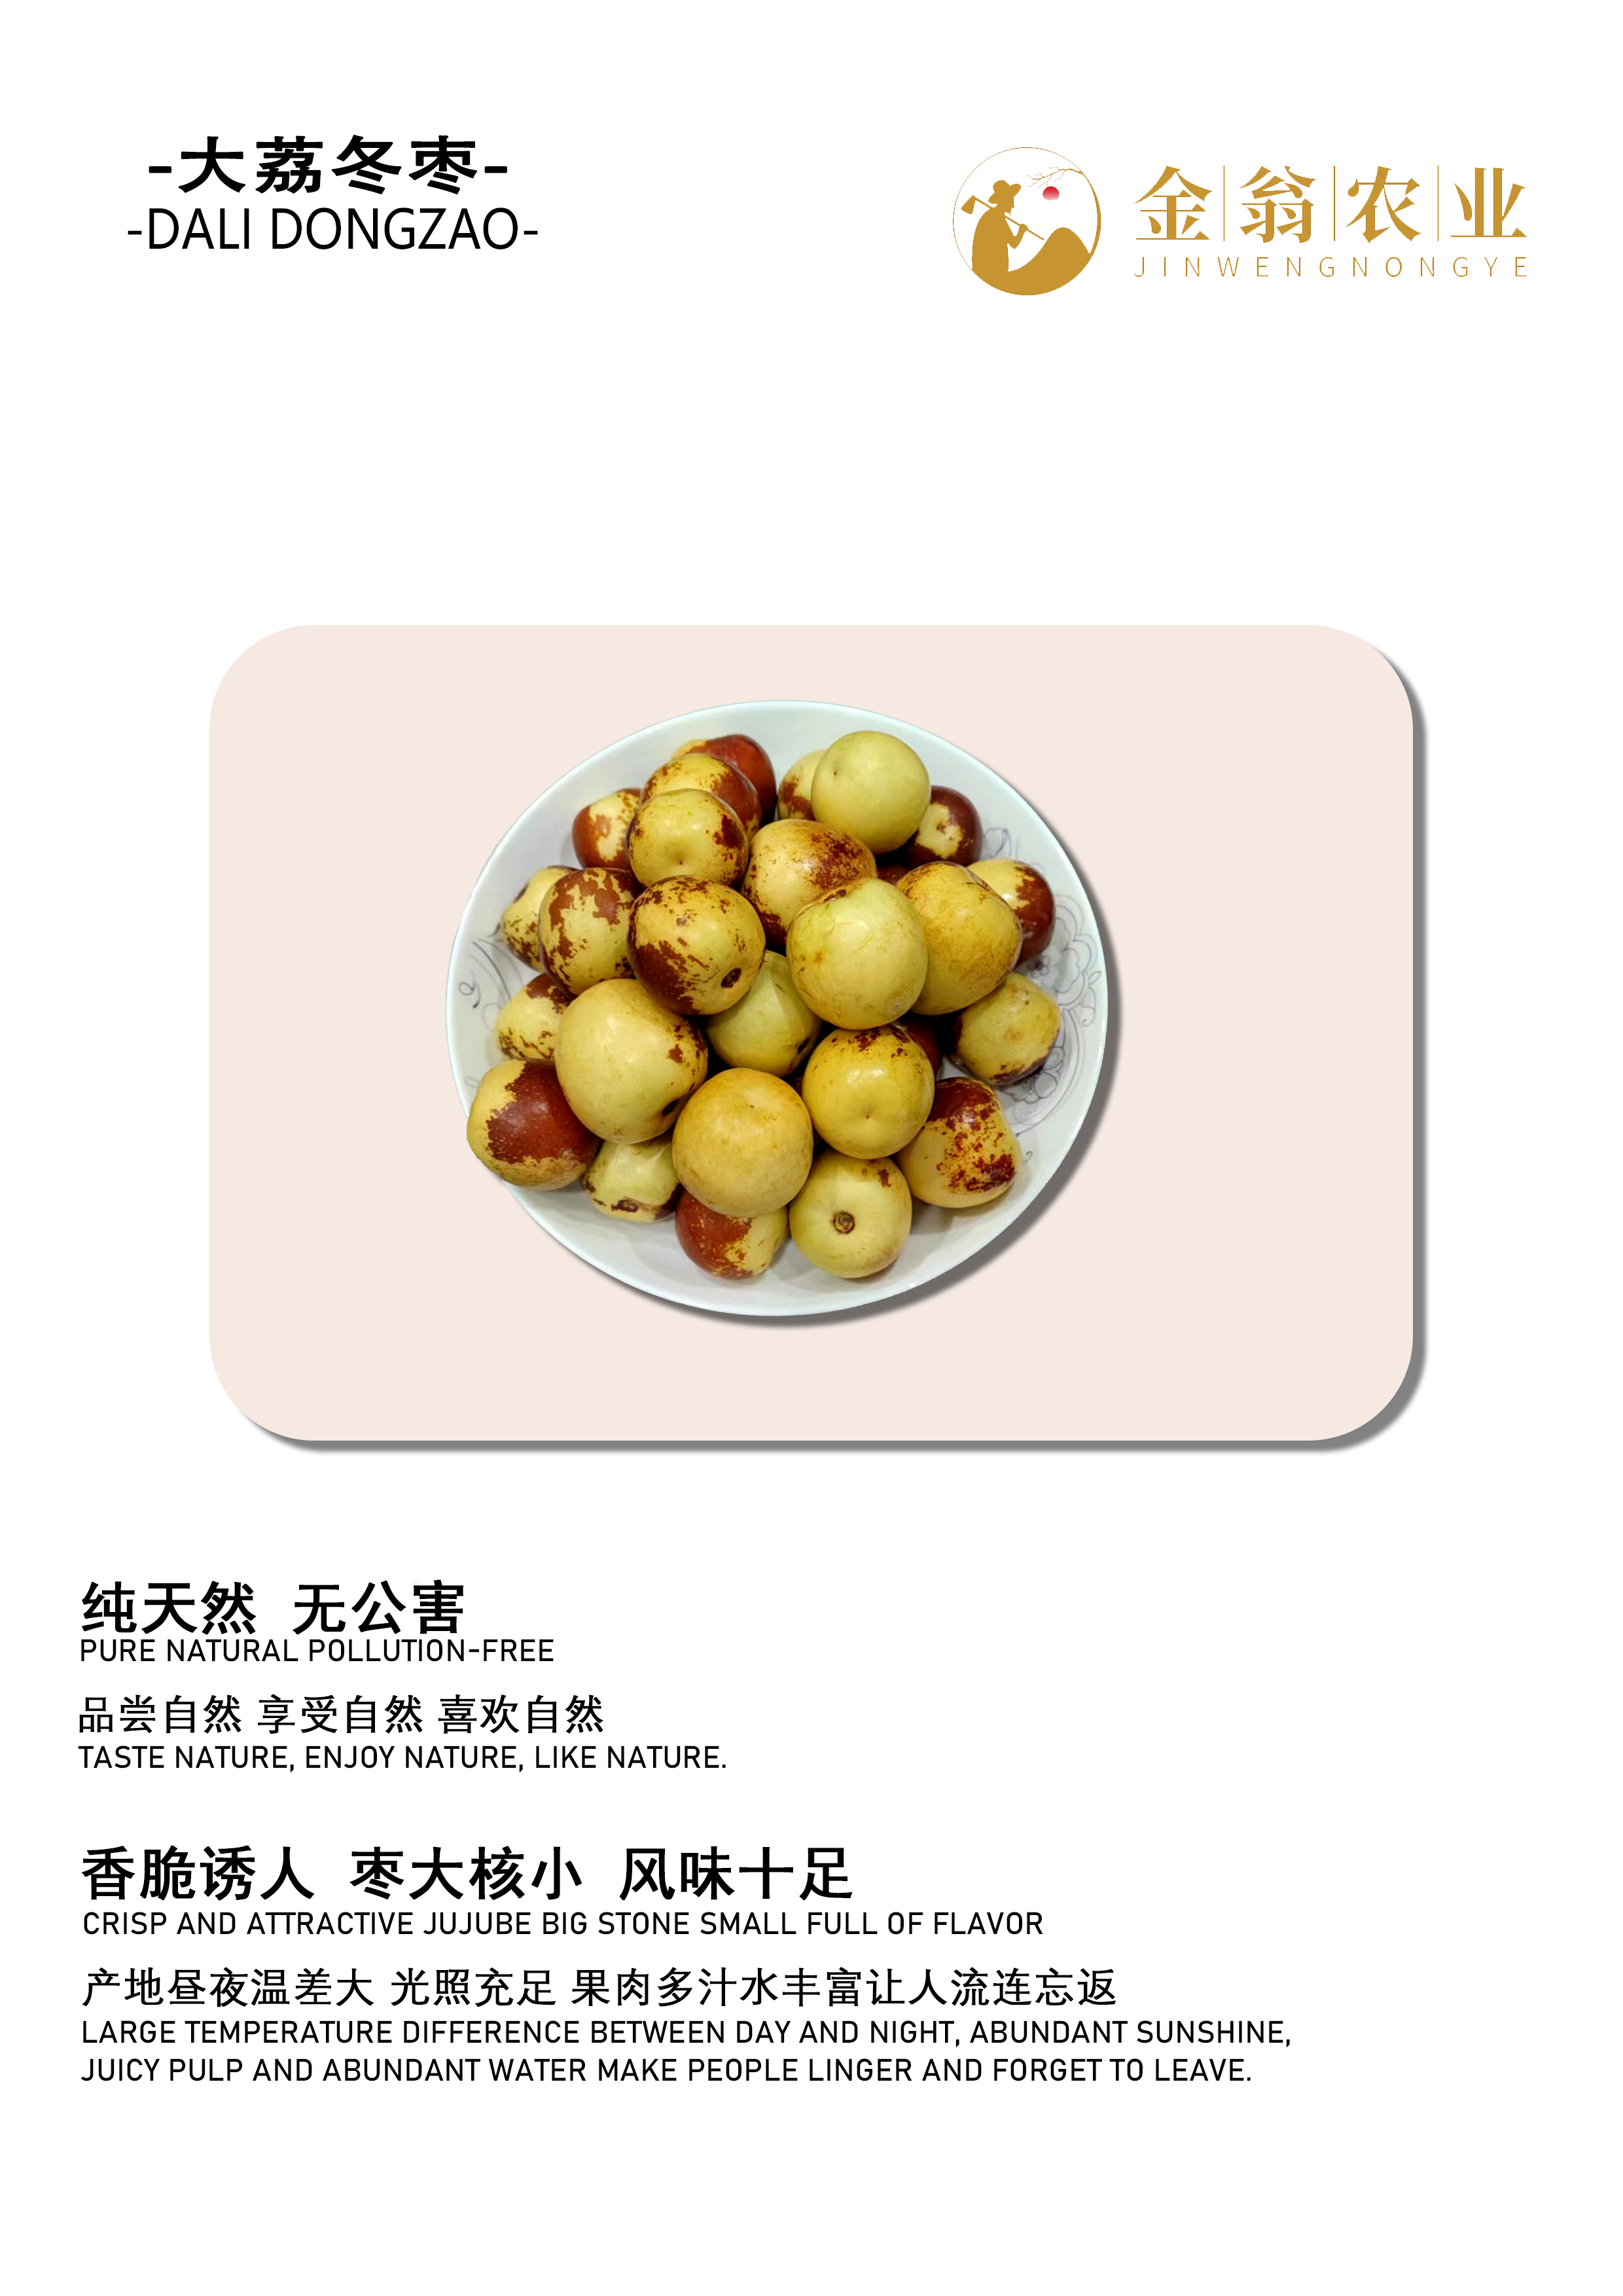 -大荔冬枣-
-DALI DONGZAO-
金翁农业
JINWENGNONGYE
纯天然 无公害
PURE NATURAL POLLUTION-FREE
品尝自然 享受自然 喜欢自然
TASTE NATURE, ENJOY NATURE, LIKE NATURE.
香脆诱人 枣大核小 风味十足
CRISP AND ATTRACTIVE JUJUBE BIG STONE SMALL FULL OF FLAVOR
产地昼夜温差大 光照充足 果肉多汁水丰富让人流连忘返
LARGE TEMPERATURE DIFFERENCE BETWEEN DAY AND NIGHT, ABUNDANT SUNSHINE,
JUICY PULP AND ABUNDANT WATER MAKE PEOPLE LINGER AND FORGET TO LEAVE.